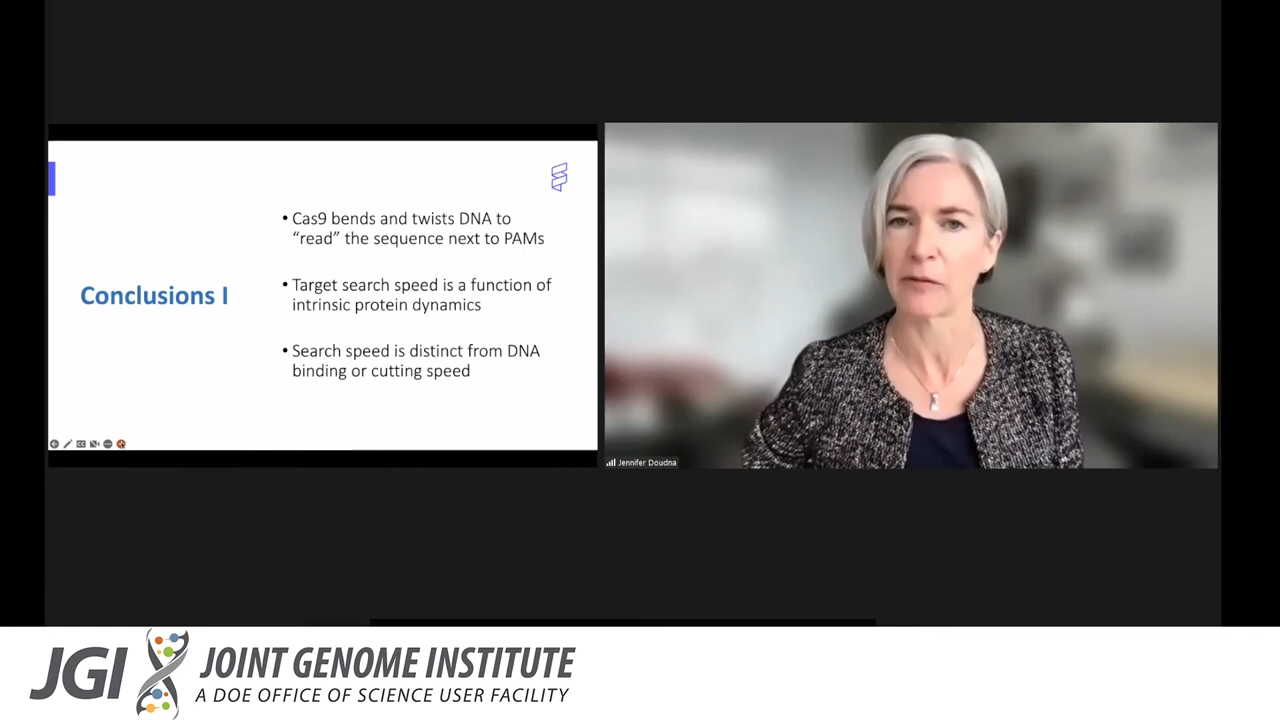 Conclusions I
• Cas9 bends and twists DNA to
“read” the sequence next to PAMs
• Target search speed is a function of
intrinsic protein dynamics
• Search speed is distinct from DNA
binding or cutting speed
Jennifer Doudna
JGI JOINT GENOME INSTITUTE
A DOE OFFICE OF SCIENCE USER FACILITY